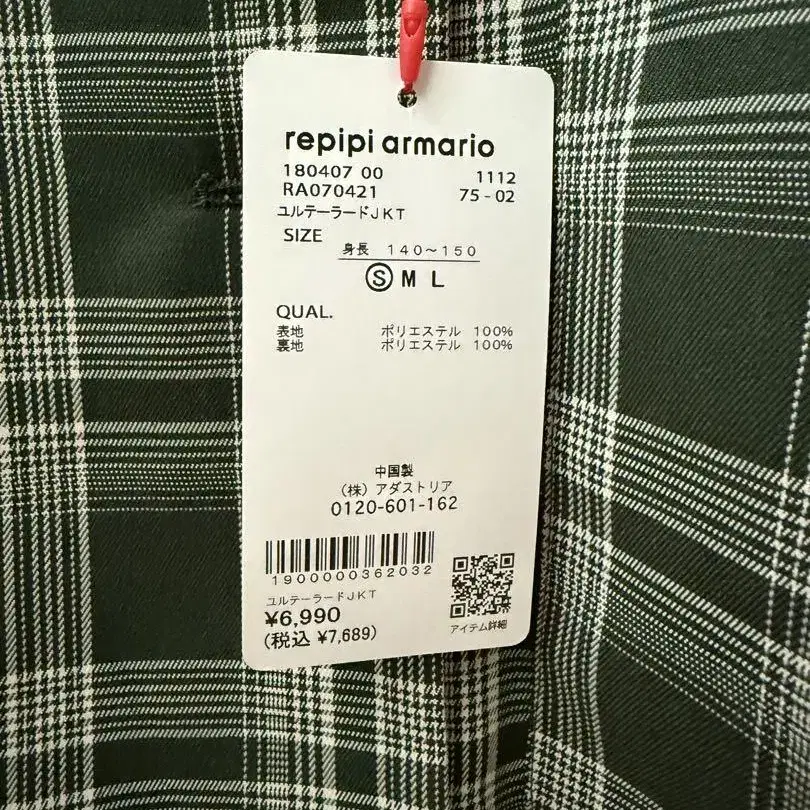 repipi armario
180407 00 1112
RA070421 75-02
ユルテーラードJKT
SIZE
身長 140～150
S M L
QUAL.
表地 ポリエステル 100%
裏地 ポリエステル 100%
中国製
（株）アダストリア
0120-601-162
1900000362032
ユルテーラードJKT
¥6,990
(税込 ¥7,689)
アイテム詳細